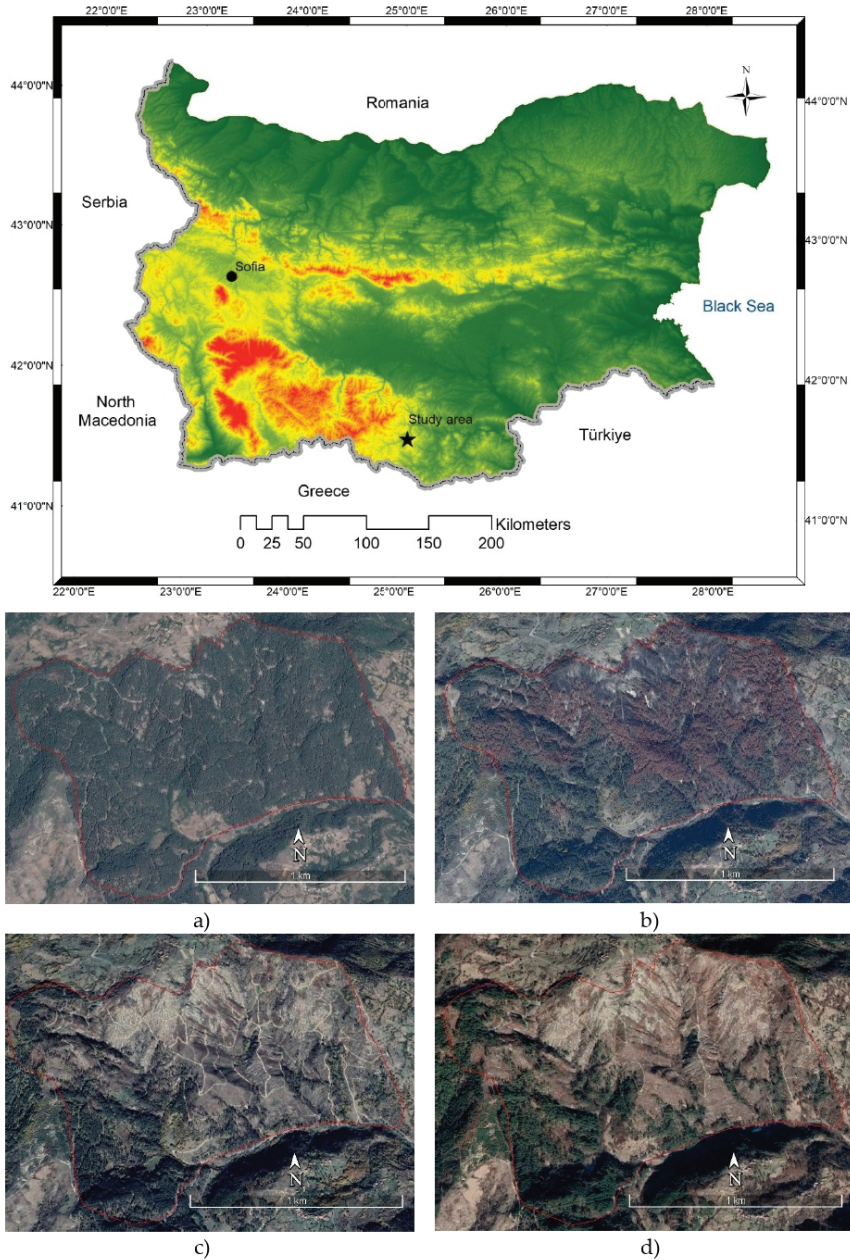 22°0'0"E 23°0'0"E 24°0'0"E 25°0'0"E 26°0'0"E 27°0'0"E 28°0'0"E
N
44°0'0"N 44°0'0"N
Romania
Serbia
43°0'0"N 43°0'0"N
Sofia
Black Sea
42°0'0"N 42°0'0"N
North
Macedonia
Study area
Türkiye
Greece
41°0'0"N 41°0'0"N
Kilometers
0 25 50 100 150 200
22°0'0"E 23°0'0"E 24°0'0"E 25°0'0"E 26°0'0"E 27°0'0"E 28°0'0"E
N
1 km
a)
N
1 km
b)
N
1 km
c)
N
1 km
d)